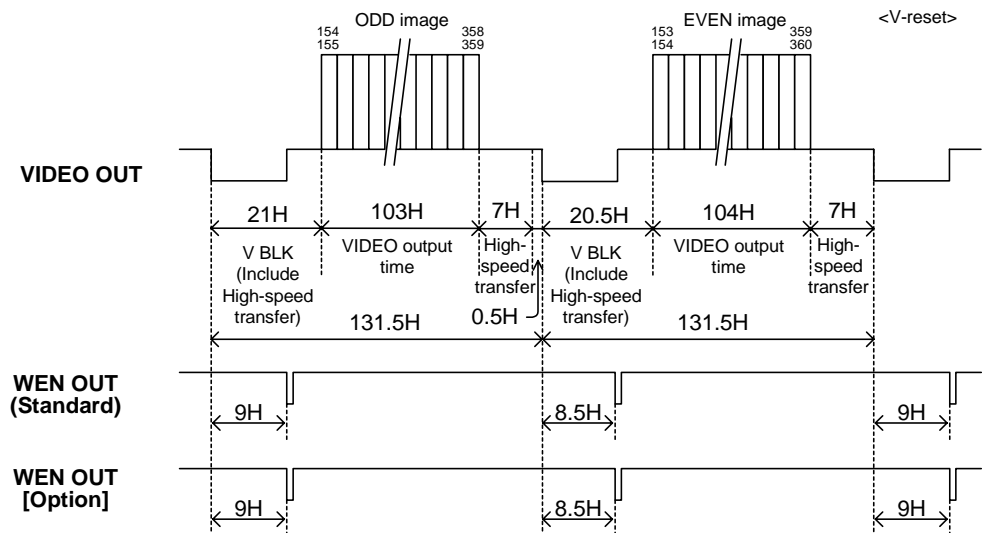 ODD image
EVEN image
<V-reset>
154
155
358
359
153
154
359
360
VIDEO OUT
21H
103H
7H
20.5H
104H
7H
V BLK
(Include
High-speed
transfer)
VIDEO output
time
High-
speed
transfer
V BLK
(Include
High-speed
transfer)
VIDEO output
time
High-
speed
transfer
0.5H
131.5H
131.5H
WEN OUT
(Standard)
9H
8.5H
9H
WEN OUT
[Option]
9H
8.5H
9H